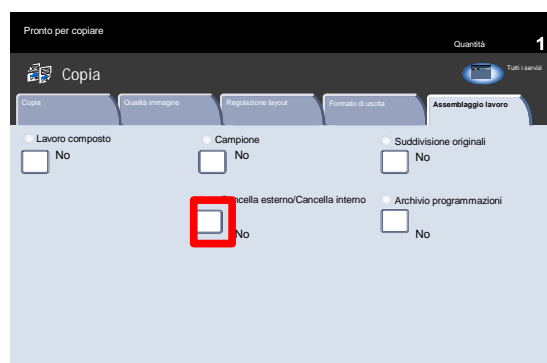 Pronto per copiare
Quantità 1
Copia
Tutti i servizi
Copia Qualità immagine Regolazione layout Formato di uscita Assemblaggio lavoro
Lavoro composto Campione Suddivisione originali
No No No
Cancella esterno/Cancella interno Archivio programmazioni
No No